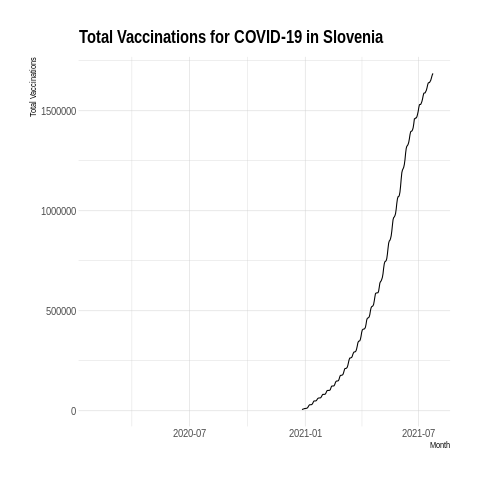 Total Vaccinations for COVID-19 in Slovenia
Total Vaccinations
1500000
1000000
500000
0
2020-07 2021-01 2021-07
Month